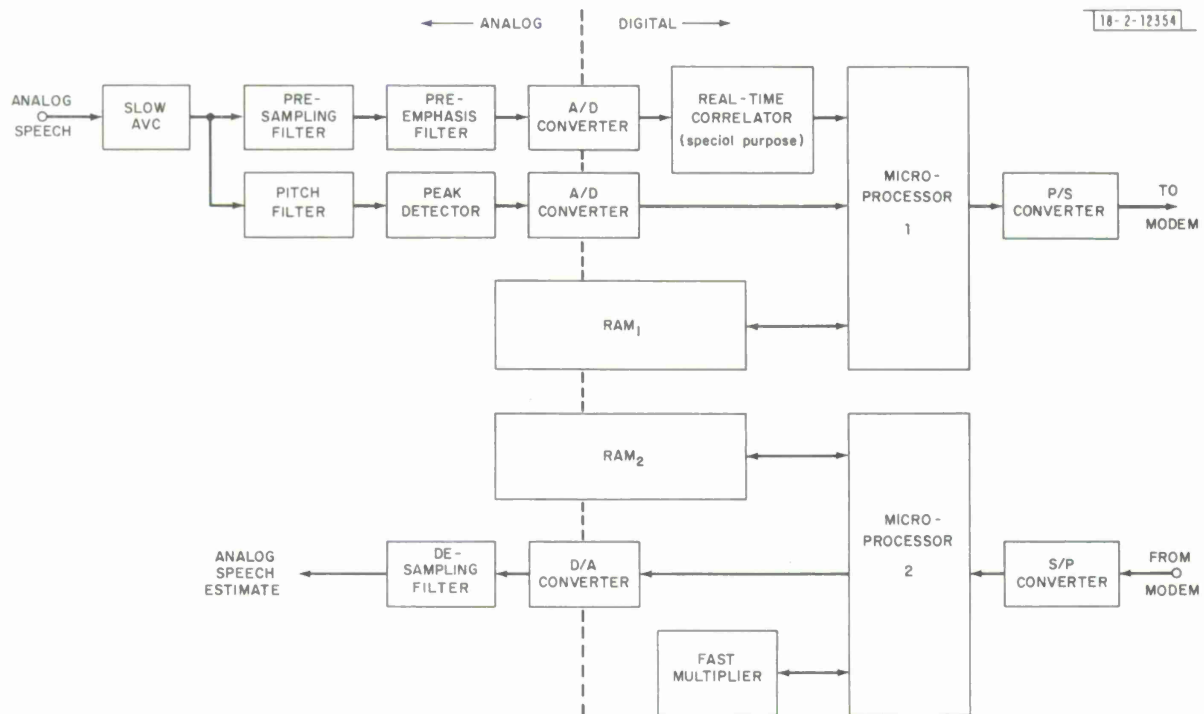 ANALOG
DIGITAL
18-2-12354
ANALOG
SPEECH
SLOW
AVC
PRE-
SAMPLING
FILTER
PRE-
EMPHASIS
FILTER
A/D
CONVERTER
REAL-TIME
CORRELATOR
(special purpose)
PITCH
FILTER
PEAK
DETECTOR
A/D
CONVERTER
MICRO-
PROCESSOR
1
P/S
CONVERTER
TO
MODEM
RAM1
RAM2
MICRO-
PROCESSOR
2
ANALOG
SPEECH
ESTIMATE
DE-
SAMPLING
FILTER
D/A
CONVERTER
S/P
CONVERTER
FROM
MODEM
FAST
MULTIPLIER